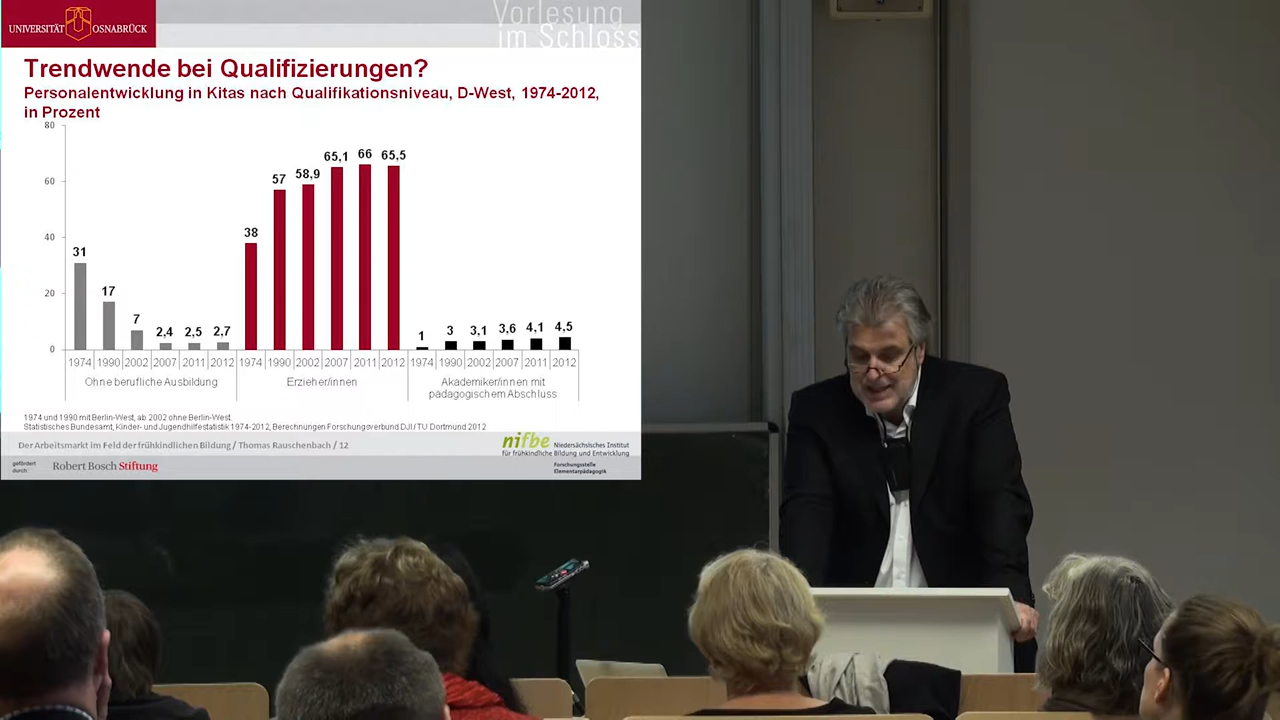 UNIVERSITÄT OSNABRÜCK
Vorlesung
im Schloss
Trendwende bei Qualifizierungen?
Personalentwicklung in Kitas nach Qualifikationsniveau, D-West, 1974-2012,
in Prozent
80
60
40
20
0
31 17 7 2,4 2,5 2,7
38 57 58,9 65,1 66 65,5
1 3 3,1 3,6 4,1 4,5
1974 1990 2002 2007 2011 2012 1974 1990 2002 2007 2011 2012 1974 1990 2002 2007 2011 2012
Ohne berufliche Ausbildung
Erzieher/innen
Akademiker/innen mit
pädagogischem Abschluss
1974 und 1990 mit Berlin-West, ab 2002 ohne Berlin-West.
Statistisches Bundesamt, Kinder- und Jugendhilfestatistik 1974-2012, Berechnungen Forschungsverbund DJI/TU Dortmund 2012
Der Arbeitsmarkt im Feld der frühkindlichen Bildung / Thomas Rauschenbach / 12
nifbe Niedersächsisches Institut
für frühkindliche Bildung und Entwicklung
gefördert
durch:
Robert Bosch Stiftung
Forschungsstelle
Elementarpädagogik